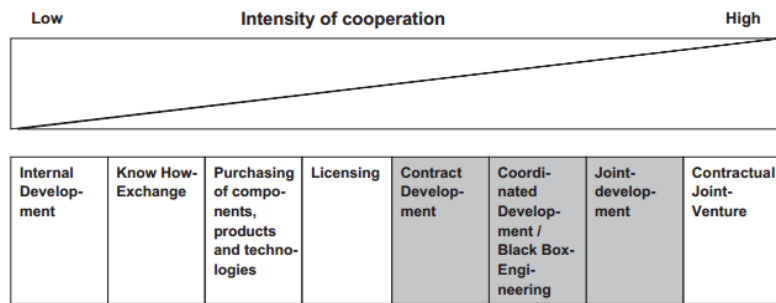 Low Intensity of cooperation High
Internal
Develop-
ment
Know How-
Exchange
Purchasing
of compo-
nents,
products
and techno-
logies
Licensing
Contract
Develop-
ment
Coordi-
nated
Develop-
ment /
Black Box-
Engi-
neering
Joint-
develop-
ment
Contractual
Joint-
Venture